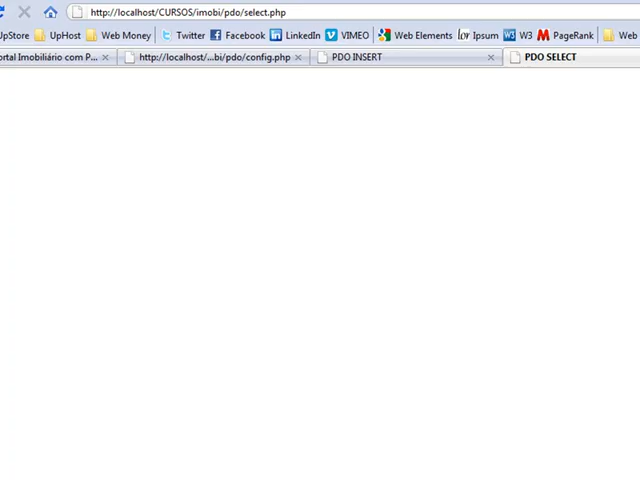 http://localhost/CURSOS/imobi/pdo/select.php
UpStore UpHost Web Money Twitter Facebook LinkedIn VIMEO Web Elements Ipsum W3 PageRank Web
ortal Imobiliário com P... http://localhost/...bi/pdo/config.php PDO INSERT PDO SELECT